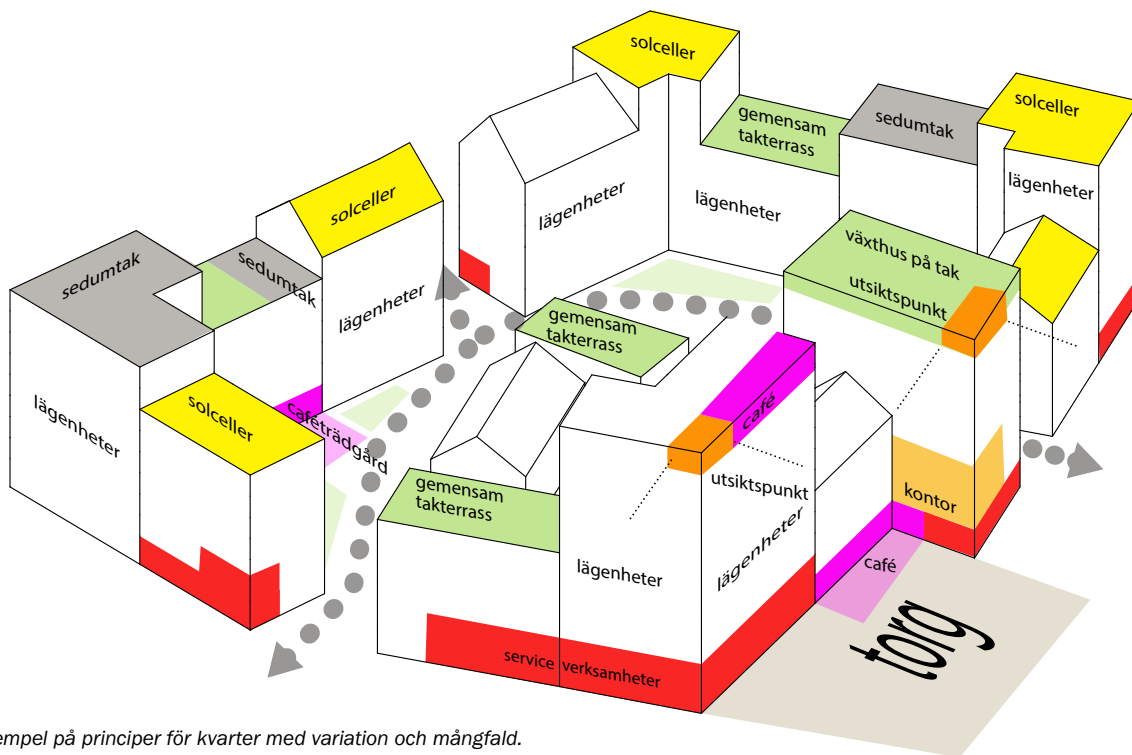 solceller
solceller
gemensam
takterrass
sedumtak
lägenheter
lägenheter
lägenheter
solceller
växthus på tak
utsiktspunkt
sedumtak
sedumtak
lägenheter
gemensam
takterrass
lägenheter
solceller
caféträdgård
café
utsiktspunkt
gemensam
takterrass
lägenheter
lägenheter
kontor
café
torg
service verksamheter
empel på principer för kvarter med variation och mångfald.